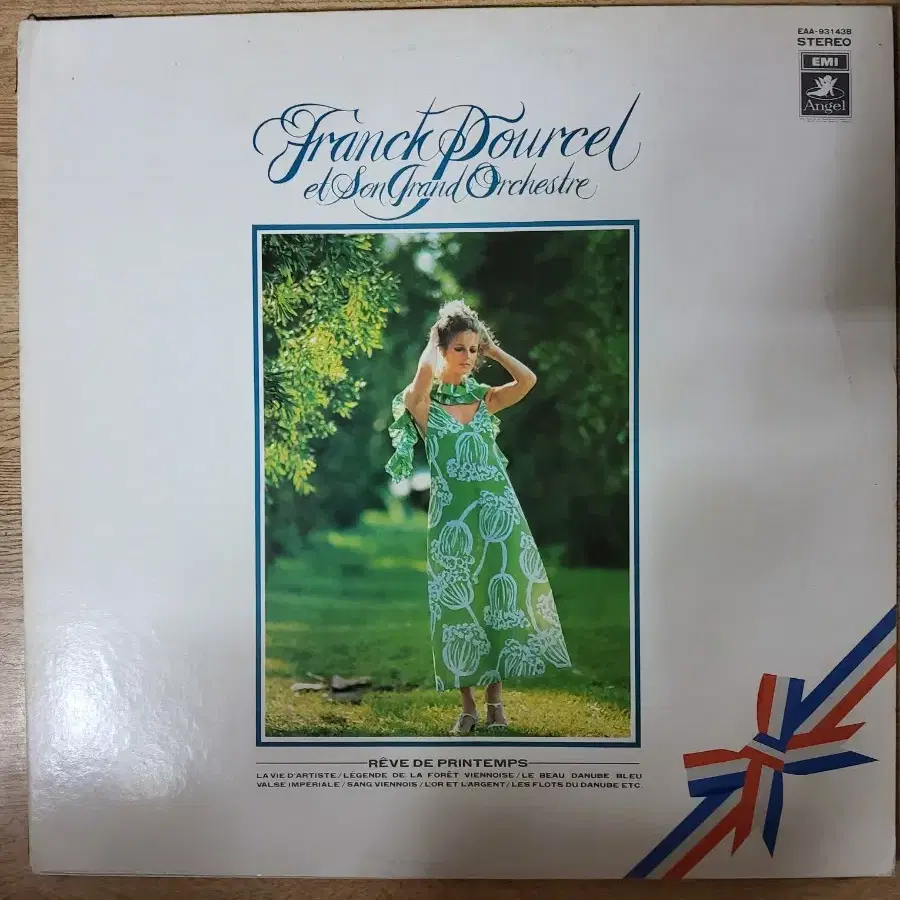 EAA-93143B
STEREO
EMI
Angel
Franck Pourcel
et Son Grand Orchestre
RÊVE DE PRINTEMPS
LA VIE D'ARTISTE/LÉGENDE DE LA FORÊT VIENNOISE/LE BEAU DANUBE BLEU
VALSE IMPERIALE/SANG VIENNOIS/L'OR ET L'ARGENT/LES FLOTS DU DANUBE ETC.